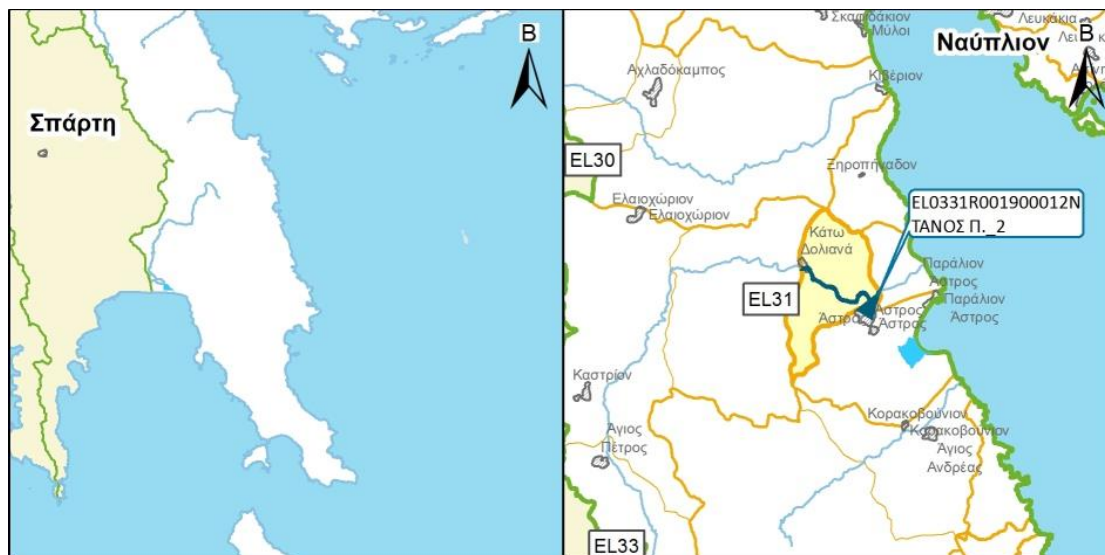 Β
Σπάρτη
Σκαφιδάκιον
Μύλοι
Λευκάκια
Ναύπλιον
Β
Αχλαδόκαμπος
Κιβέριον
EL30
Ξηροπήγαδον
Ελαιοχώριον
Ελαιοχώριον
EL0331R001900012N
ΤΑΝΟΣ Π._2
Κάτω
Δολιανά
Παράλιον
Άστρος
EL31
Παράλιον
Άστρος
Άστρος
Άστρος
Άστρος
Καστρίον
Κορακοβούνιον
Κορακοβούνιον
Άγιος
Πέτρος
Άγιος
Ανδρέας
EL33